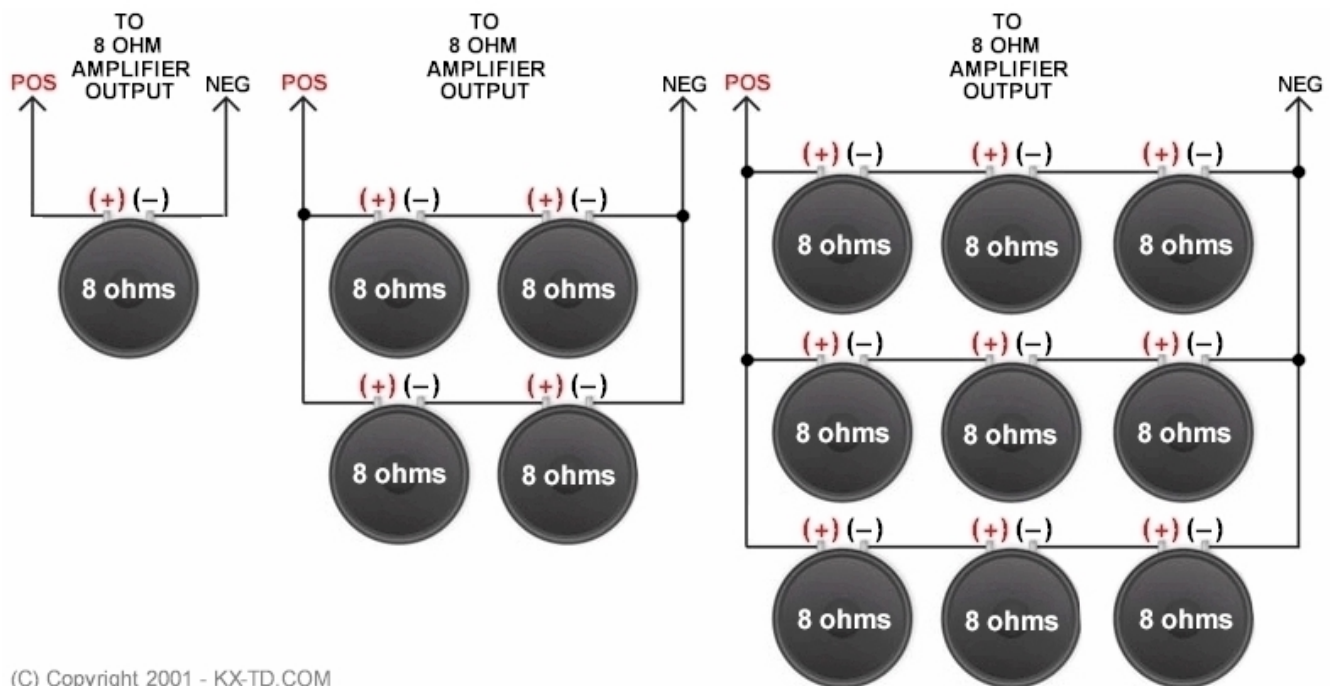 TO
8 OHM
AMPLIFIER
OUTPUT
POS
NEG
(+) (−)
8 ohms
TO
8 OHM
AMPLIFIER
OUTPUT
POS
NEG
(+) (−) (+) (−)
8 ohms 8 ohms
(+) (−) (+) (−)
8 ohms 8 ohms
TO
8 OHM
AMPLIFIER
OUTPUT
POS
NEG
(+) (−) (+) (−) (+) (−)
8 ohms 8 ohms 8 ohms
(+) (−) (+) (−) (+) (−)
8 ohms 8 ohms 8 ohms
(+) (−) (+) (−) (+) (−)
8 ohms 8 ohms 8 ohms
(C) Copyright 2001 - KX-TD.COM